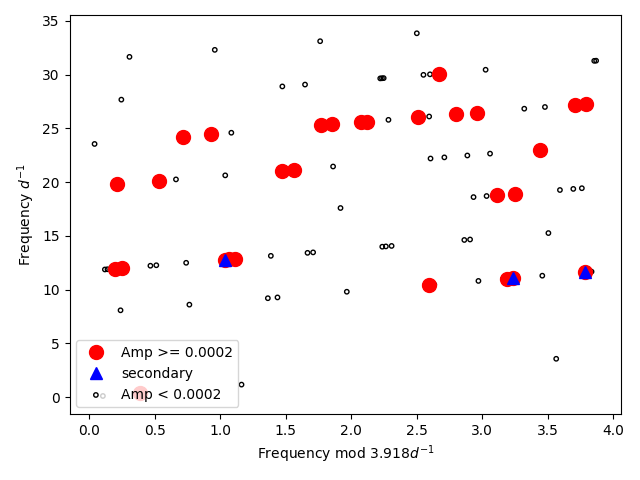 35
30
25
20
15
10
5
0
Frequency d⁻¹
Amp >= 0.0002
secondary
Amp < 0.0002
0.0 0.5 1.0 1.5 2.0 2.5 3.0 3.5 4.0
Frequency mod 3.918d⁻¹